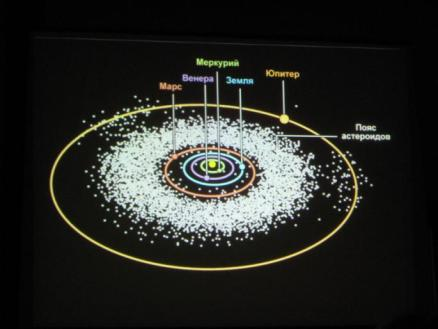 Меркурий
Венера
Земля
Юпитер
Марс
Пояс
астероидов